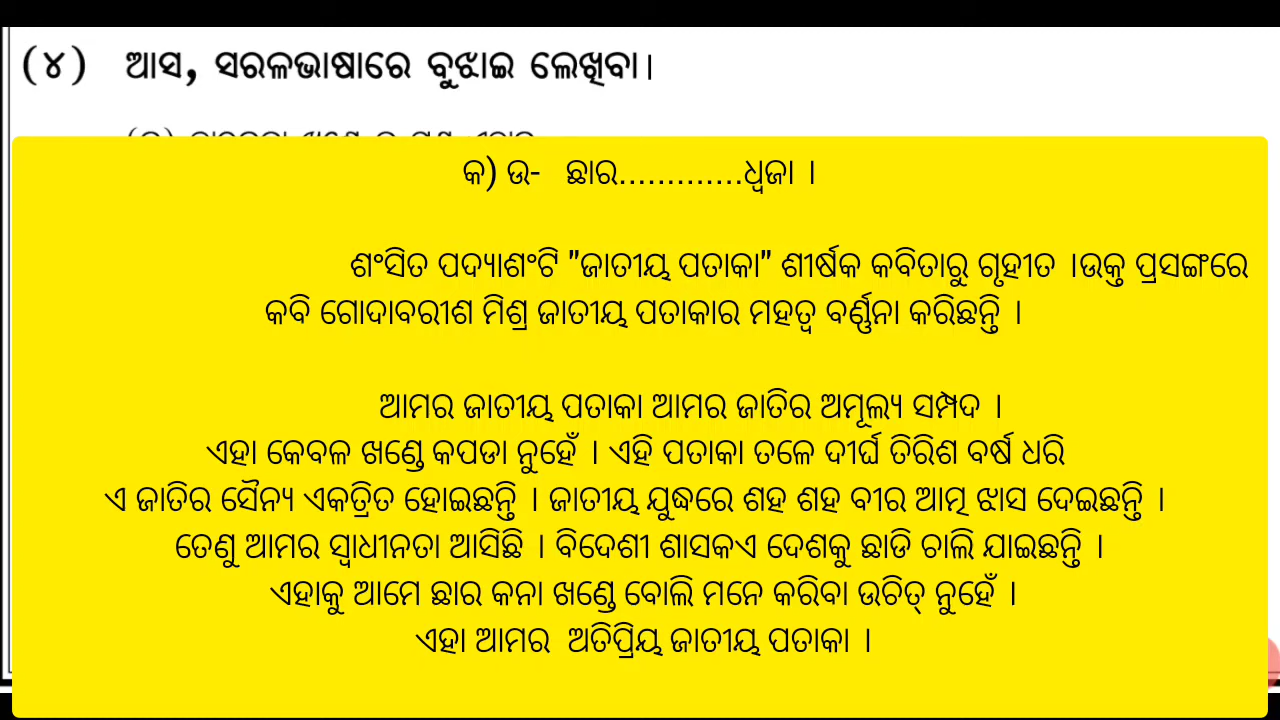 (୪) ଆସ, ସରଳଭାଷାରେ ବୁଝାଇ ଲେଖିବା।
କ) ଉ- ଛାର.............ଧ୍ୱଜା ।
ଶଂସିତ ପଦ୍ୟାଶଂଟି "ଜାତୀୟ ପତାକା" ଶୀର୍ଷକ କବିତାରୁ ଗୃହୀତ ।ଉକ୍ତ ପ୍ରସଙ୍ଗରେ
କବି ଗୋଦାବରୀଶ ମିଶ୍ର ଜାତୀୟ ପତାକାର ମହତ୍ୱ ବର୍ଣ୍ଣନା କରିଛନ୍ତି ।
ଆମର ଜାତୀୟ ପତାକା ଆମର ଜାତିର ଅମୂଲ୍ୟ ସମ୍ପଦ ।
ଏହା କେବଳ ଖଣ୍ଡେ କପଡା ନୁହେଁ । ଏହି ପତାକା ତଳେ ଦୀର୍ଘ ତିରିଶ ବର୍ଷ ଧରି
ଏ ଜାତିର ସୈନ୍ୟ ଏକତ୍ରିତ ହୋଇଛନ୍ତି । ଜାତୀୟ ଯୁଦ୍ଧରେ ଶହ ଶହ ବୀର ଆତ୍ମ ଝାସ ଦେଇଛନ୍ତି ।
ତେଣୁ ଆମର ସ୍ୱାଧୀନତା ଆସିଛି । ବିଦେଶୀ ଶାସକଏ ଦେଶକୁ ଛାଡି ଚାଲି ଯାଇଛନ୍ତି ।
ଏହାକୁ ଆମେ ଛାର କନା ଖଣ୍ଡେ ବୋଲି ମନେ କରିବା ଉଚିତ୍ ନୁହେଁ ।
ଏହା ଆମର ଅତିପ୍ରିୟ ଜାତୀୟ ପତାକା ।